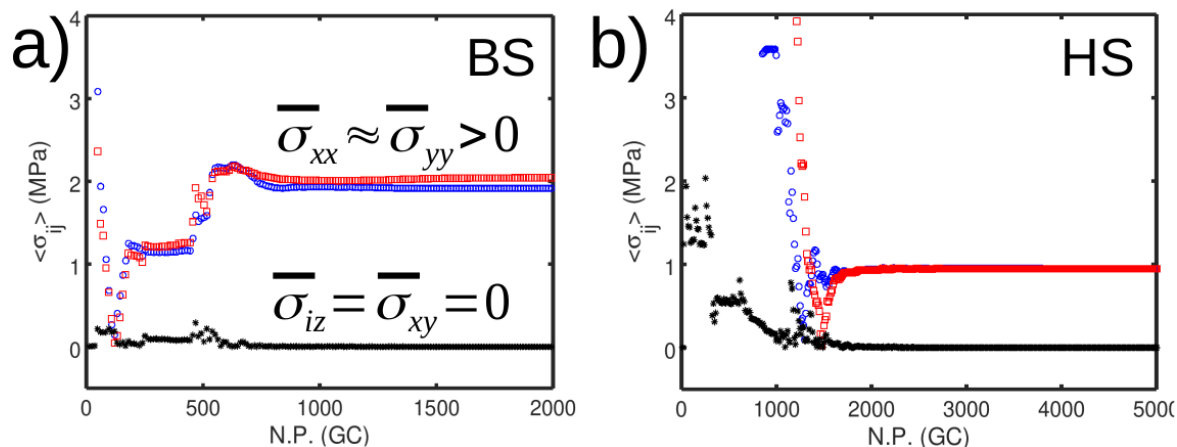 a)
BS
4
3
2
1
0
<σij> (MPa)
σxx ≈ σyy > 0
σiz = σxy = 0
0 500 1000 1500 2000
N.P. (GC)
b)
HS
4
3
2
1
0
<σij> (MPa)
0 1000 2000 3000 4000 5000
N.P. (GC)